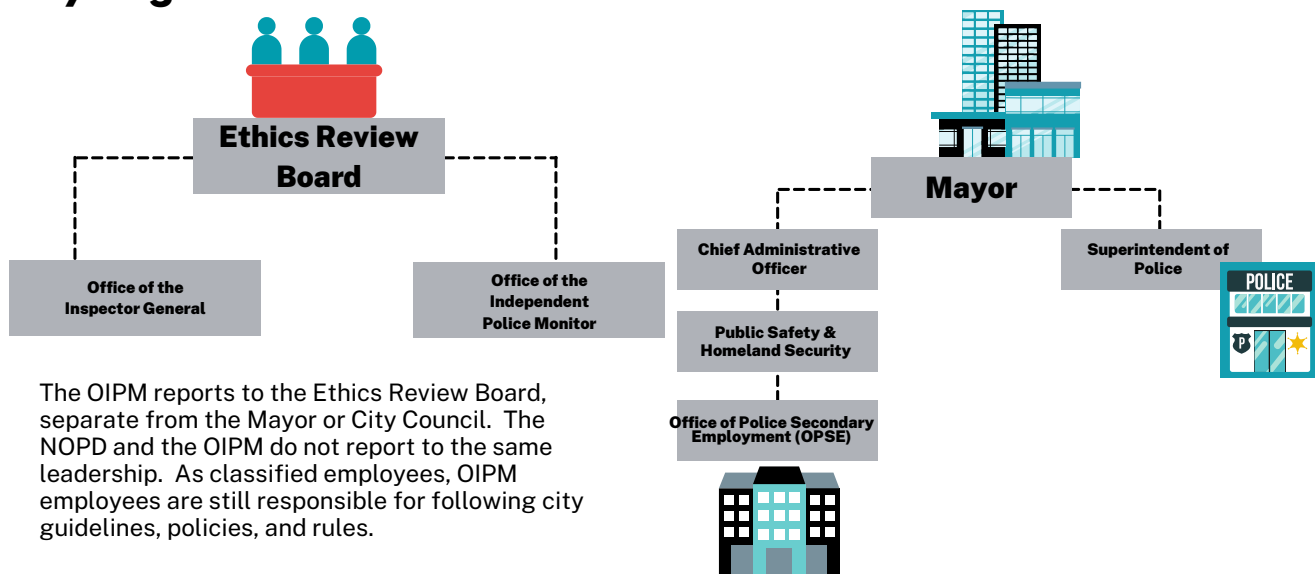 Ethics Review
Board
Office of the
Inspector General
Office of the
Independent
Police Monitor
The OIPM reports to the Ethics Review Board,
separate from the Mayor or City Council.  The
NOPD and the OIPM do not report to the same
leadership.  As classified employees, OIPM
employees are still responsible for following city
guidelines, policies, and rules.
Mayor
Chief Administrative
Officer
Public Safety &
Homeland Security
Office of Police Secondary
Employment (OPSE)
Superintendent of
Police
POLICE
P